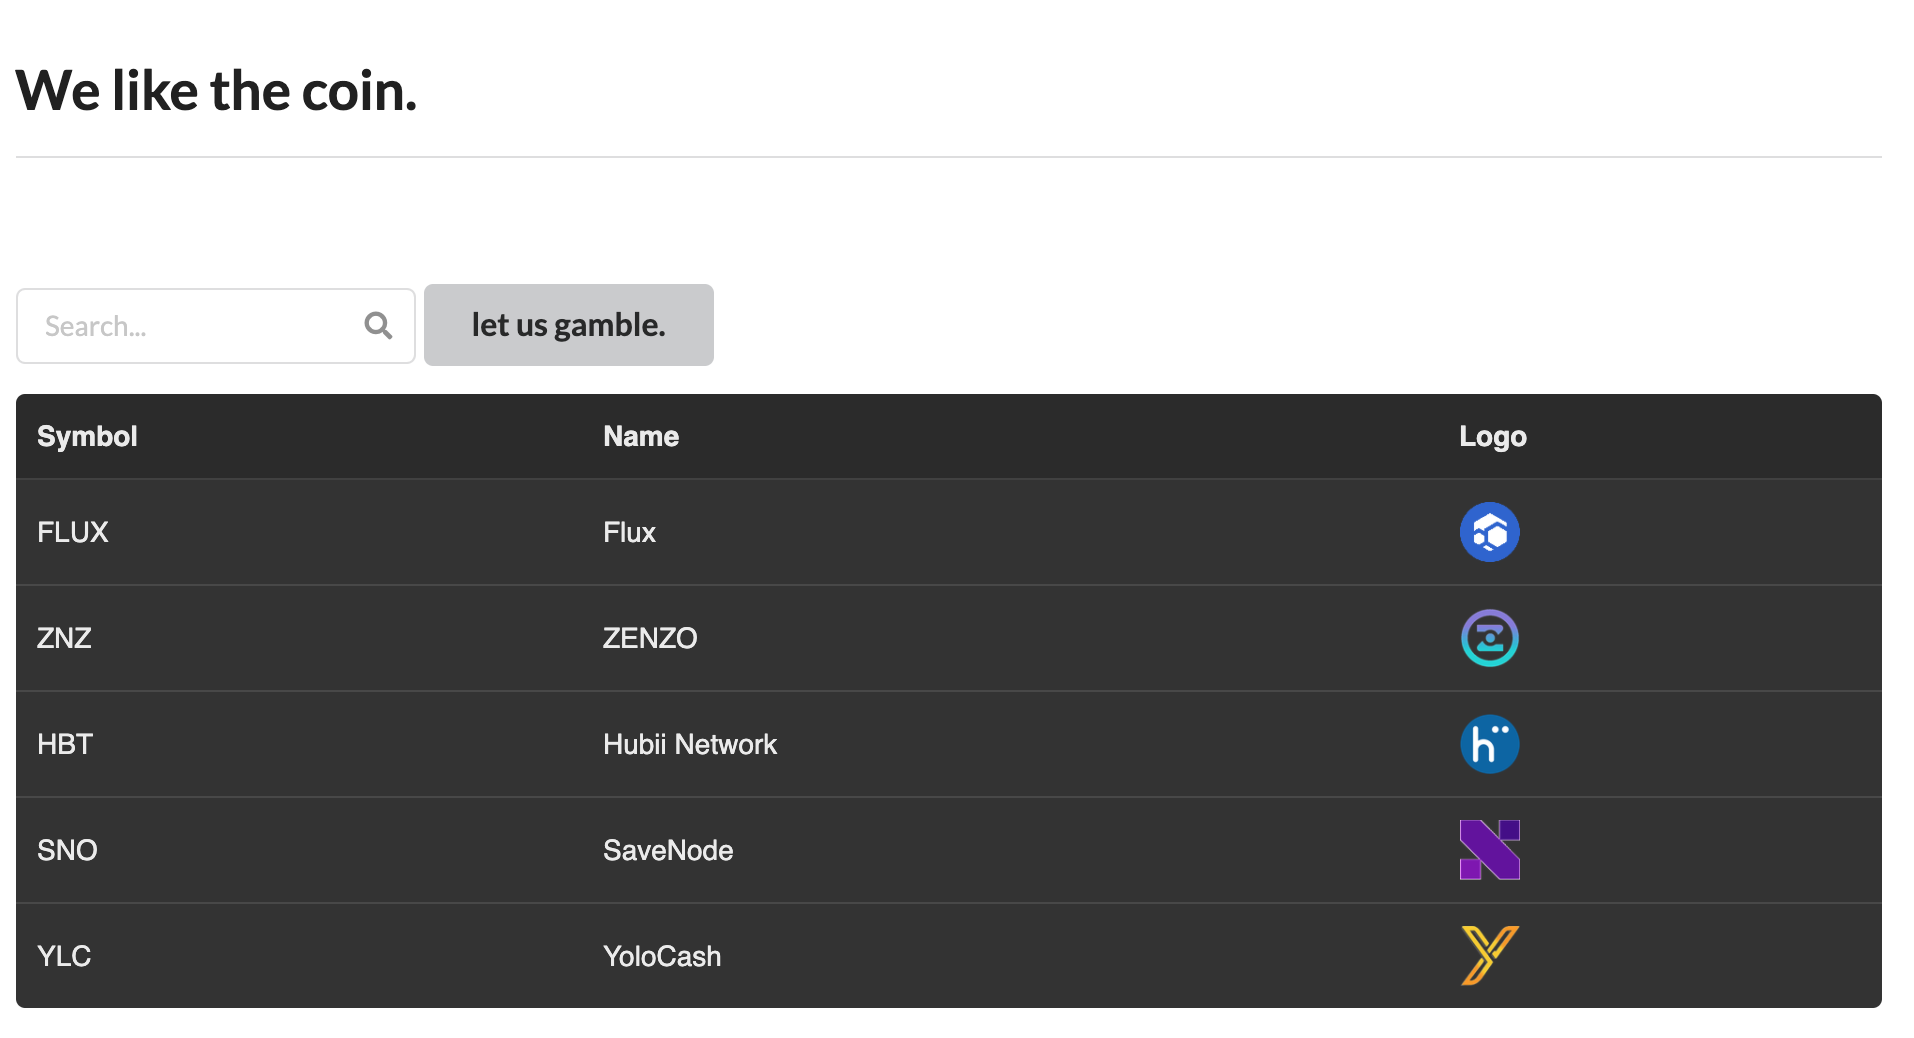 We like the coin.
Search...
let us gamble.
Symbol Name Logo
FLUX Flux
ZNZ ZENZO
HBT Hubii Network
SNO SaveNode
YLC YoloCash